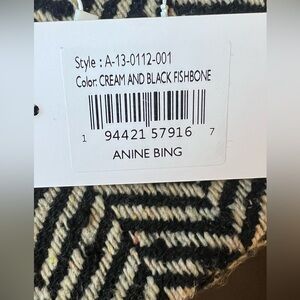 Style : A-13-0112-001
Color: CREAM AND BLACK FISHBONE
1 94421 57916 7
ANINE BING